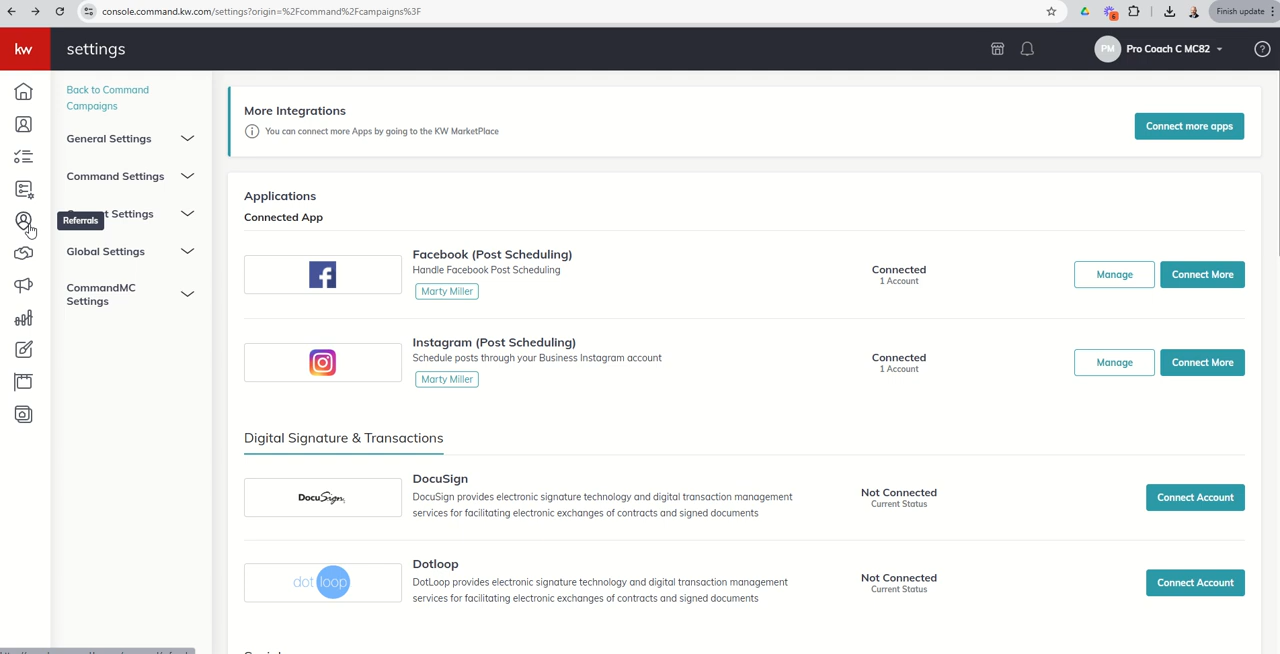 console.command.kw.com/settings?origin=%2Fcommand%2Fcampaigns%3F
6
Finish update
kw
settings
PM
Pro Coach C MC82
?
Back to Command
Campaigns
General Settings
Command Settings
t Settings
Referrals
Global Settings
CommandMC
Settings
More Integrations
You can connect more Apps by going to the KW MarketPlace
Connect more apps
Applications
Connected App
Facebook (Post Scheduling)
Handle Facebook Post Scheduling
Marty Miller
Connected
1 Account
Manage
Connect More
Instagram (Post Scheduling)
Schedule posts through your Business Instagram account
Marty Miller
Connected
1 Account
Manage
Connect More
Digital Signature & Transactions
DocuSign
DocuSign
DocuSign provides electronic signature technology and digital transaction management
services for facilitating electronic exchanges of contracts and signed documents
Not Connected
Current Status
Connect Account
dotloop
Dotloop
DotLoop provides electronic signature technology and digital transaction management
services for facilitating electronic exchanges of contracts and signed documents
Not Connected
Current Status
Connect Account